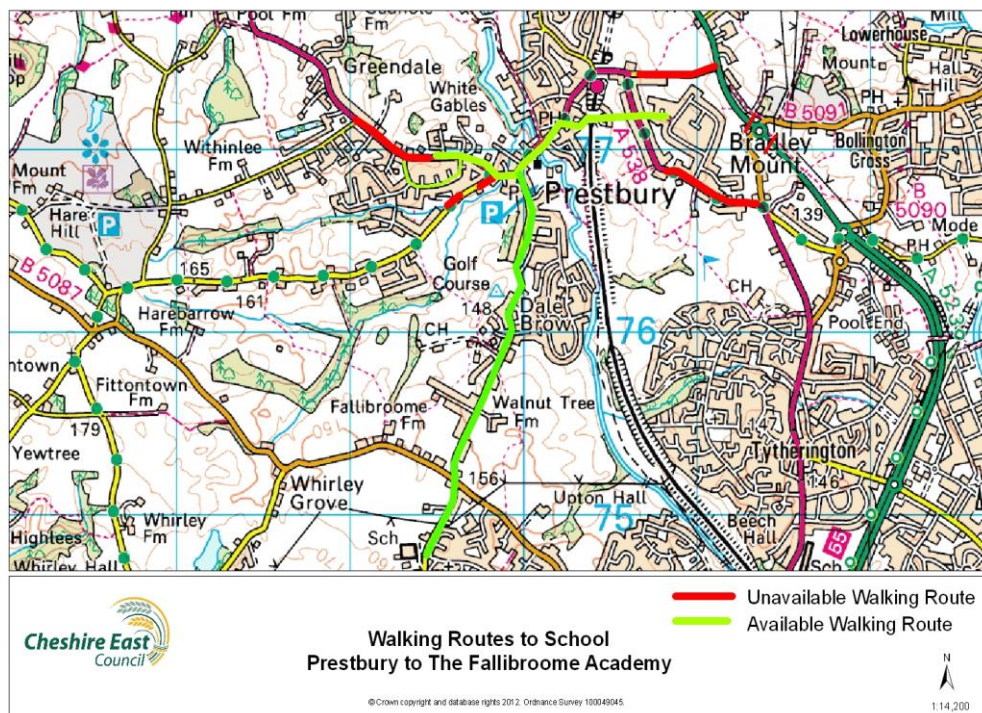 Pool Fm
Fm
Greendale
White
Gables
Withinlee Fm
Mount
Fm
Hare
Hill
P
B 5087
165
161
Harebarrow
Fm
PH
77
A 538
Prestbury
P
Golf
Course
148
CH
Dale
Brow
76
Lowerhouse
Mill
Mount
Hall
Hill
PH
B 5091
Bradley
Mount
Bollington
Cross
B
5090
139
Mode
PH
CH
Pool End
ntown
Fittontown
Fm
179
Yewtree
Whirley
Fm
Highlees
Whirley Hall
Whirley
Grove
Fallibroome
Fm
Walnut Tree
Fm
156
Sch
Upton Hall
75
147
Tytherington
146
Beech
Hall
55
Sch
Cheshire East
Council
Walking Routes to School
Prestbury to The Fallibroome Academy
© Crown copyright and database rights 2012. Ordnance Survey 100049045.
Unavailable Walking Route
Available Walking Route
N
1:14,200